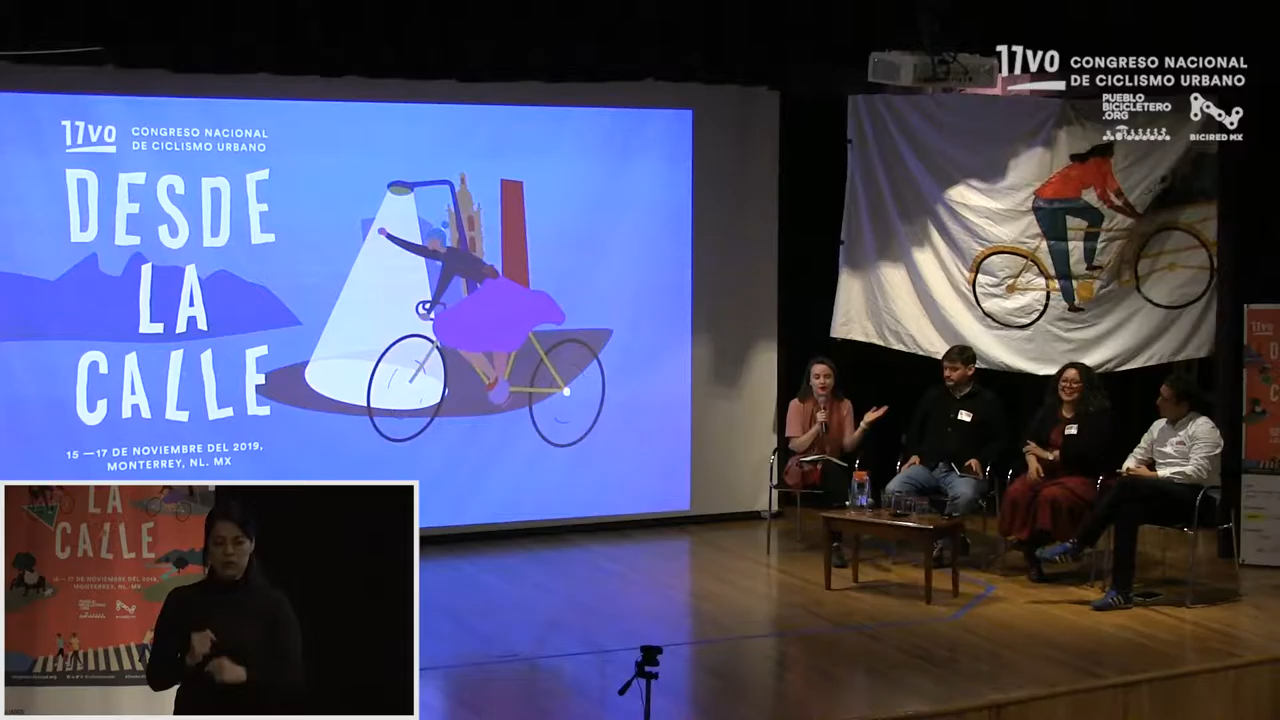 11vo
CONGRESO NACIONAL
DE CICLISMO URBANO
DESDE
LA
CALLE
15 — 17 DE NOVIEMBRE DEL 2019,
MONTERREY, NL. MX
11vo
CONGRESO NACIONAL
DE CICLISMO URBANO
PUEBLO
BICICLETERO
.ORG
BICIRED MX
11vo
LA
CALLE
15 — 17 DE NOVIEMBRE DEL 2019,
MONTERREY, NL. MX